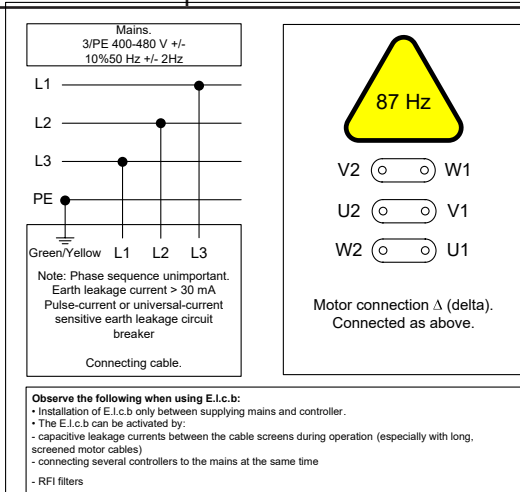 Mains.
3/PE 400-480 V +/-
10%50 Hz +/- 2Hz
L1
L2
L3
PE
Green/Yellow L1 L2 L3
Note: Phase sequence unimportant.
Earth leakage current > 30 mA
Pulse-current or universal-current
sensitive earth leakage circuit
breaker
Connecting cable.
87 Hz
V2 W1
U2 V1
W2 U1
Motor connection Δ (delta).
Connected as above.
Observe the following when using E.l.c.b:
• Installation of E.l.c.b only between supplying mains and controller.
• The E.l.c.b can be activated by:
- capacitive leakage currents between the cable screens during operation (especially with long,
screened motor cables)
- connecting several controllers to the mains at the same time
- RFI filters